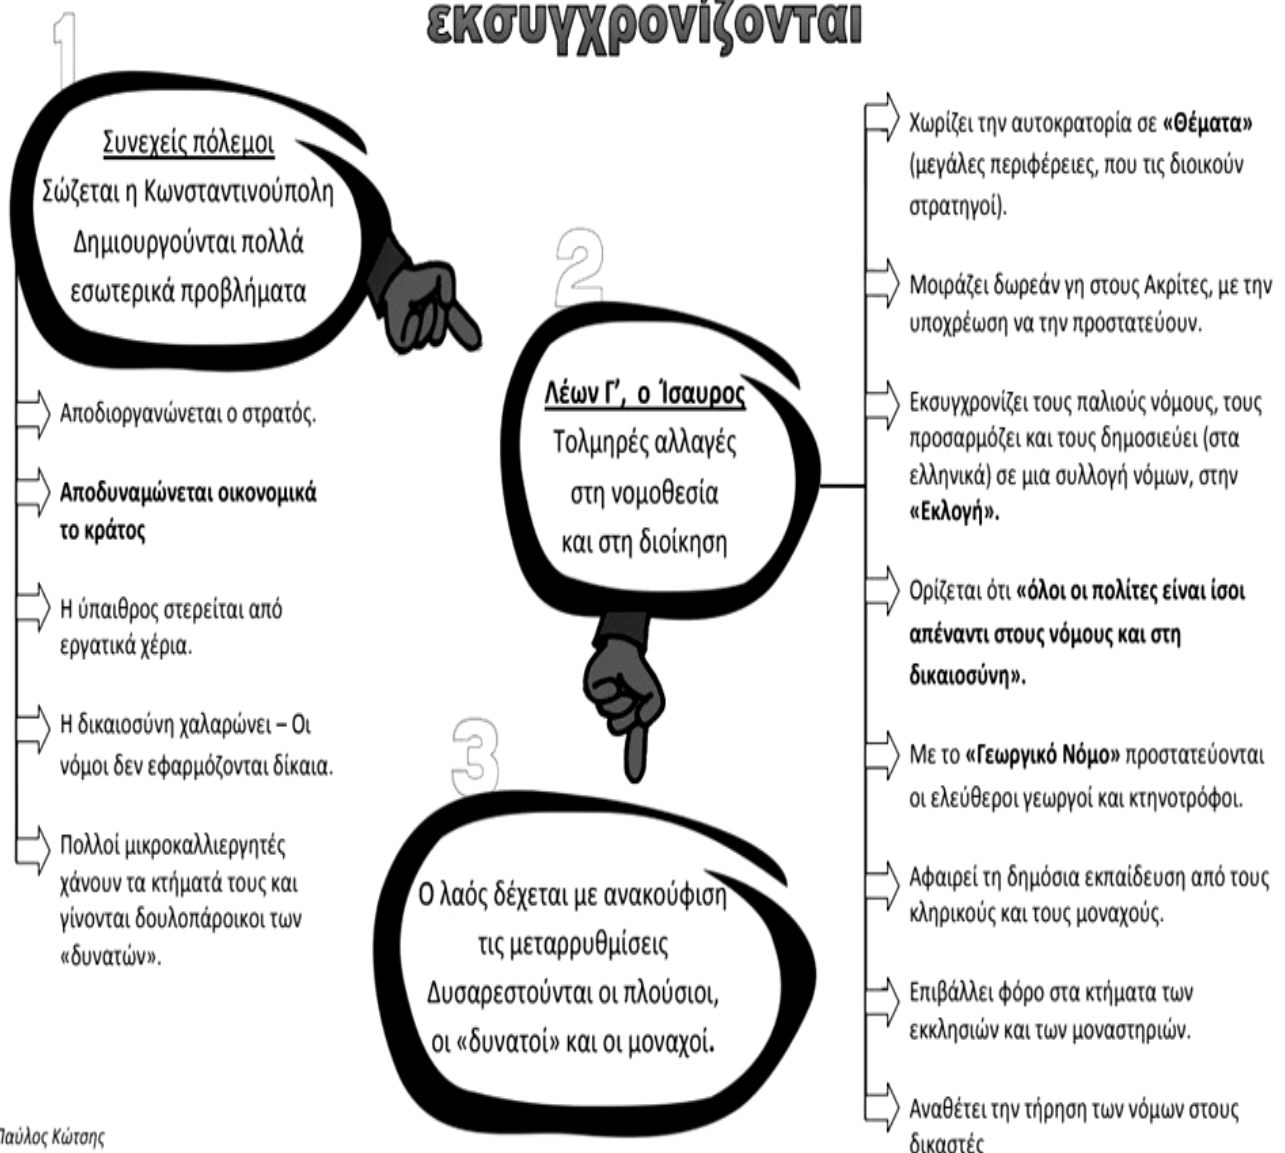 εκσυγχρονίζονται
1
Συνεχείς πόλεμοι
Σώζεται η Κωνσταντινούπολη
Δημιουργούνται πολλά
εσωτερικά προβλήματα
Αποδιοργανώνεται ο στρατός.
Αποδυναμώνεται οικονομικά
το κράτος
Η ύπαιθρος στερείται από
εργατικά χέρια.
Η δικαιοσύνη χαλαρώνει – Οι
νόμοι δεν εφαρμόζονται δίκαια.
Πολλοί μικροκαλλιεργητές
χάνουν τα κτήματά τους και
γίνονται δουλοπάροικοι των
«δυνατών».
2
Λέων Γ’, ο Ίσαυρος
Τολμηρές αλλαγές
στη νομοθεσία
και στη διοίκηση
Χωρίζει την αυτοκρατορία σε «Θέματα»
(μεγάλες περιφέρειες, που τις διοικούν
στρατηγοί).
Μοιράζει δωρεάν γη στους Ακρίτες, με την
υποχρέωση να την προστατεύουν.
Εκσυγχρονίζει τους παλιούς νόμους, τους
προσαρμόζει και τους δημοσιεύει (στα
ελληνικά) σε μια συλλογή νόμων, στην
«Εκλογή».
Ορίζεται ότι «όλοι οι πολίτες είναι ίσοι
απέναντι στους νόμους και στη
δικαιοσύνη».
Με το «Γεωργικό Νόμο» προστατεύονται
οι ελεύθεροι γεωργοί και κτηνοτρόφοι.
Αφαιρεί τη δημόσια εκπαίδευση από τους
κληρικούς και τους μοναχούς.
Επιβάλλει φόρο στα κτήματα των
εκκλησιών και των μοναστηριών.
Αναθέτει την τήρηση των νόμων στους
δικαστές
3
Ο λαός δέχεται με ανακούφιση
τις μεταρρυθμίσεις
Δυσαρεστούνται οι πλούσιοι,
οι «δυνατοί» και οι μοναχοί.
Παύλος Κώτσης